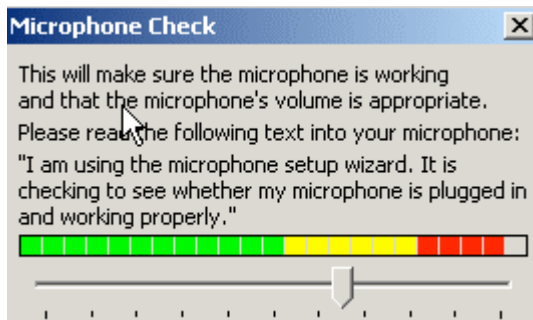 Microphone Check
This will make sure the microphone is working
and that the microphone's volume is appropriate.
Please read the following text into your microphone:
"I am using the microphone setup wizard. It is
checking to see whether my microphone is plugged in
and working properly."